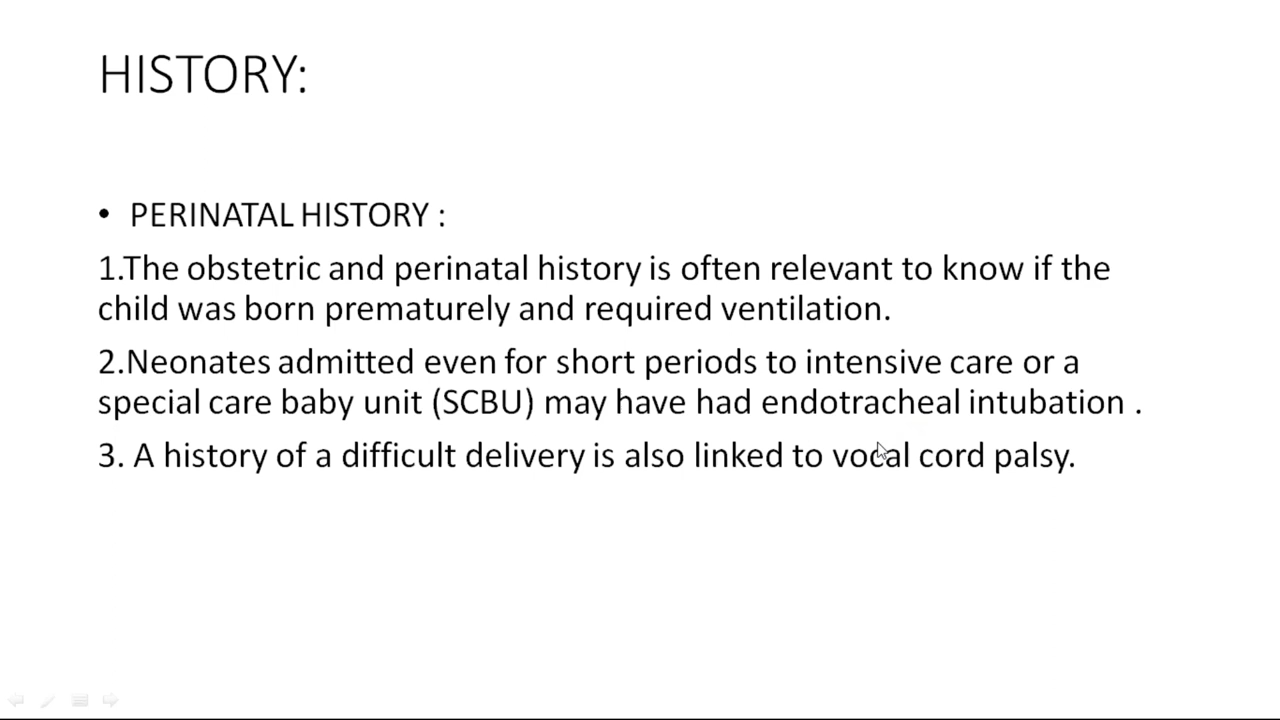 HISTORY:
• PERINATAL HISTORY :
1.The obstetric and perinatal history is often relevant to know if the
child was born prematurely and required ventilation.
2.Neonates admitted even for short periods to intensive care or a
special care baby unit (SCBU) may have had endotracheal intubation .
3. A history of a difficult delivery is also linked to vocal cord palsy.